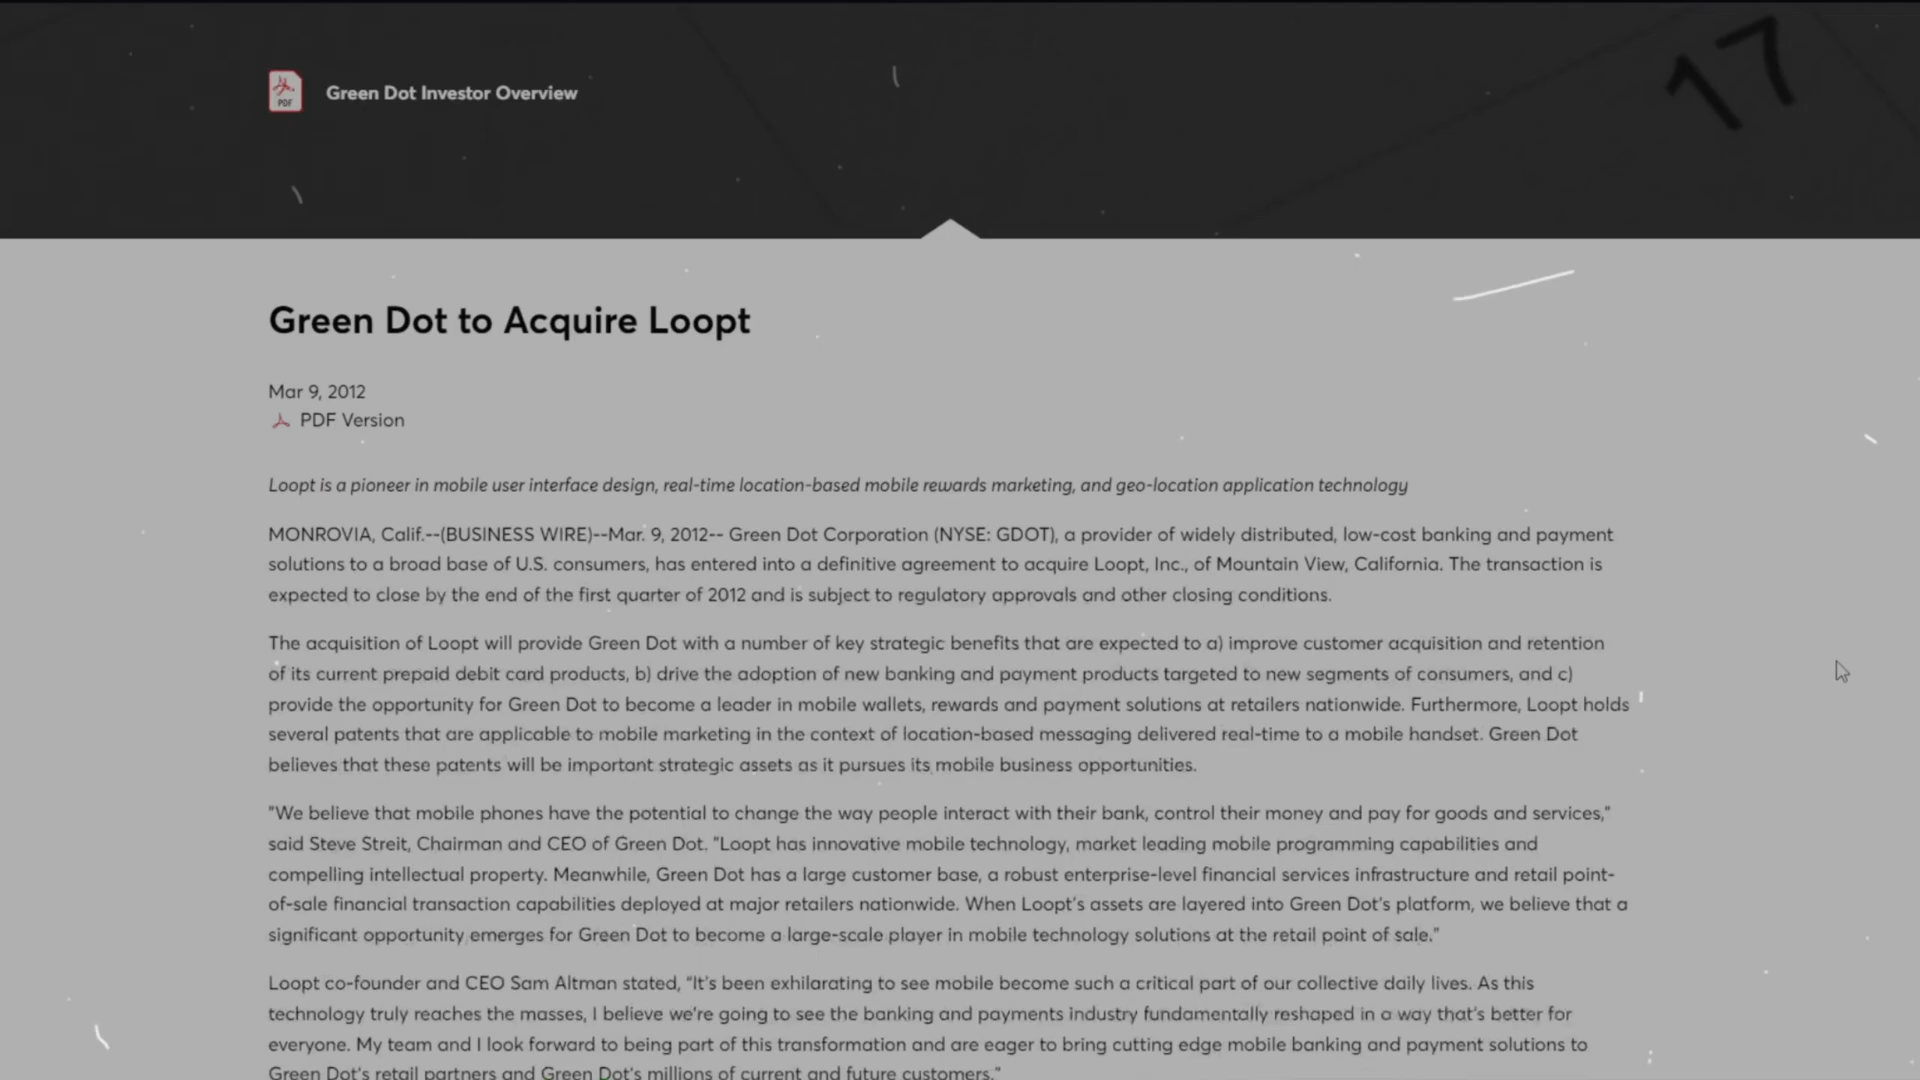 17
PDF
Green Dot Investor Overview
Green Dot to Acquire Loopt
Mar 9, 2012
PDF Version
Loopt is a pioneer in mobile user interface design, real-time location-based mobile rewards marketing, and geo-location application technology
MONROVIA, Calif.--(BUSINESS WIRE)--Mar. 9, 2012-- Green Dot Corporation (NYSE: GDOT), a provider of widely distributed, low-cost banking and payment
solutions to a broad base of U.S. consumers, has entered into a definitive agreement to acquire Loopt, Inc., of Mountain View, California. The transaction is
expected to close by the end of the first quarter of 2012 and is subject to regulatory approvals and other closing conditions.
The acquisition of Loopt will provide Green Dot with a number of key strategic benefits that are expected to a) improve customer acquisition and retention
of its current prepaid debit card products, b) drive the adoption of new banking and payment products targeted to new segments of consumers, and c)
provide the opportunity for Green Dot to become a leader in mobile wallets, rewards and payment solutions at retailers nationwide. Furthermore, Loopt holds
several patents that are applicable to mobile marketing in the context of location-based messaging delivered real-time to a mobile handset. Green Dot
believes that these patents will be important strategic assets as it pursues its mobile business opportunities.
"We believe that mobile phones have the potential to change the way people interact with their bank, control their money and pay for goods and services,"
said Steve Streit, Chairman and CEO of Green Dot. "Loopt has innovative mobile technology, market leading mobile programming capabilities and
compelling intellectual property. Meanwhile, Green Dot has a large customer base, a robust enterprise-level financial services infrastructure and retail point-
of-sale financial transaction capabilities deployed at major retailers nationwide. When Loopt's assets are layered into Green Dot's platform, we believe that a
significant opportunity emerges for Green Dot to become a large-scale player in mobile technology solutions at the retail point of sale."
Loopt co-founder and CEO Sam Altman stated, "It's been exhilarating to see mobile become such a critical part of our collective daily lives. As this
technology truly reaches the masses, I believe we're going to see the banking and payments industry fundamentally reshaped in a way that's better for
everyone. My team and I look forward to being part of this transformation and are eager to bring cutting edge mobile banking and payment solutions to
Green Dot's retail partners and Green Dot's millions of current and future customers."